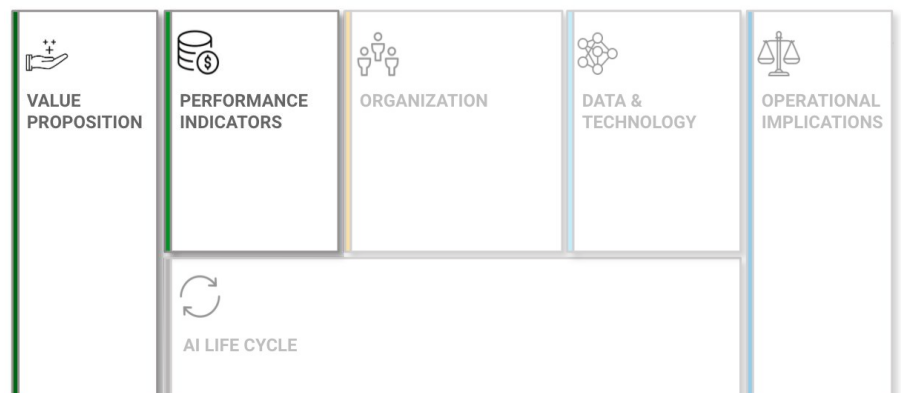 VALUE
PROPOSITION
PERFORMANCE
INDICATORS
ORGANIZATION
DATA &
TECHNOLOGY
OPERATIONAL
IMPLICATIONS
AI LIFE CYCLE